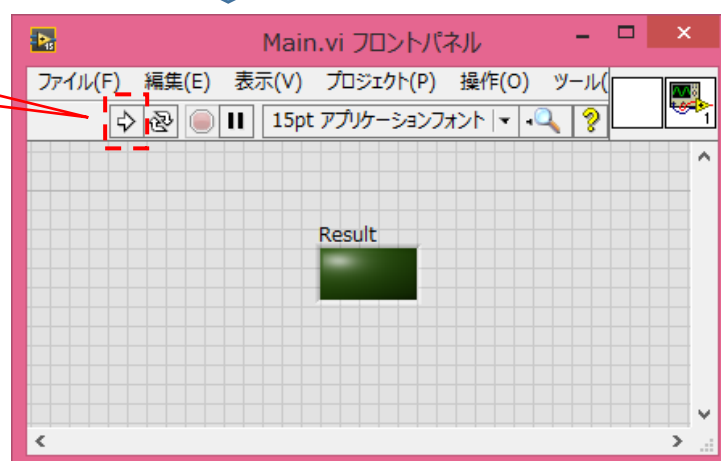 Main.vi フロントパネル
ファイル(F) 編集(E) 表示(V) プロジェクト(P) 操作(O) ツール(
15pt アプリケーションフォント
Result
1